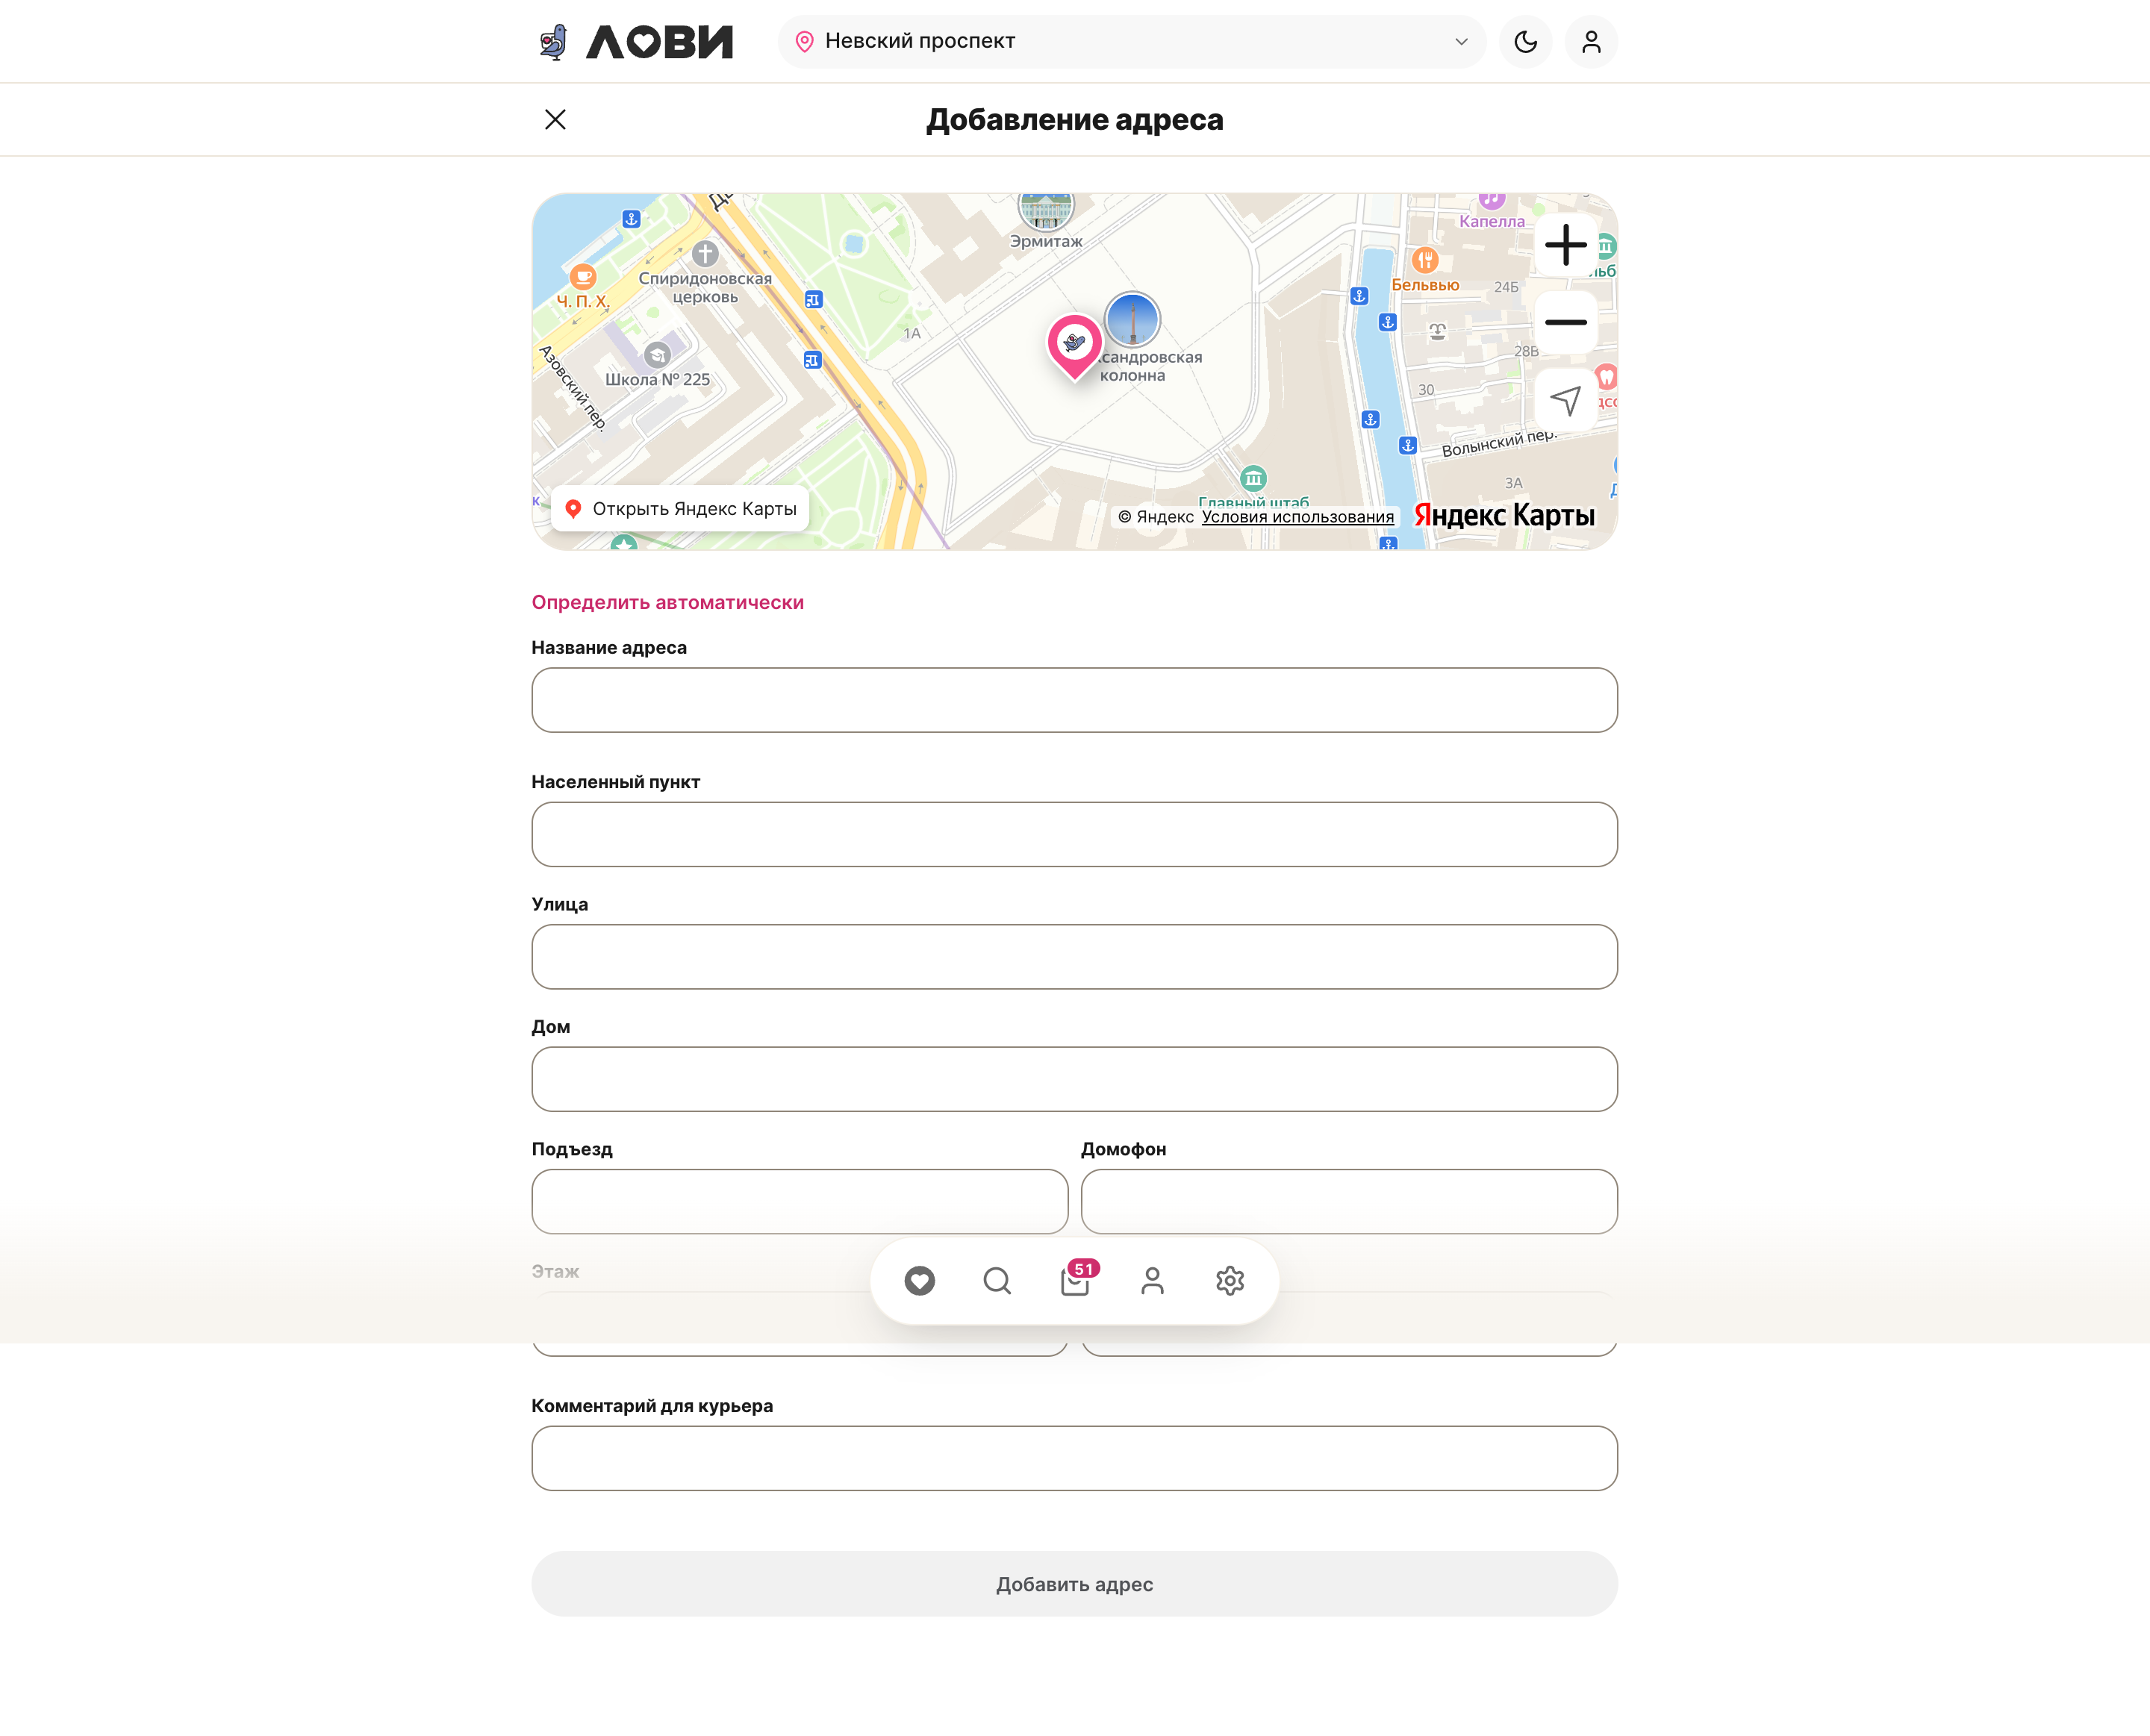 ЛОВИ
Невский проспект
Добавление адреса
Эрмитаж
Капелла
Спиридоновская
церковь
Ч. П. Х.
Бельвью
24Б
1А
28В
Азовский пер.
Школа № 225
колонна
30
Волынский пер.
3А
Главный штаб
Открыть Яндекс Карты
© Яндекс Условия использования
Яндекс Карты
Определить автоматически
Название адреса
Населенный пункт
Улица
Дом
Подъезд
Домофон
Этаж
51
Комментарий для курьера
Добавить адрес